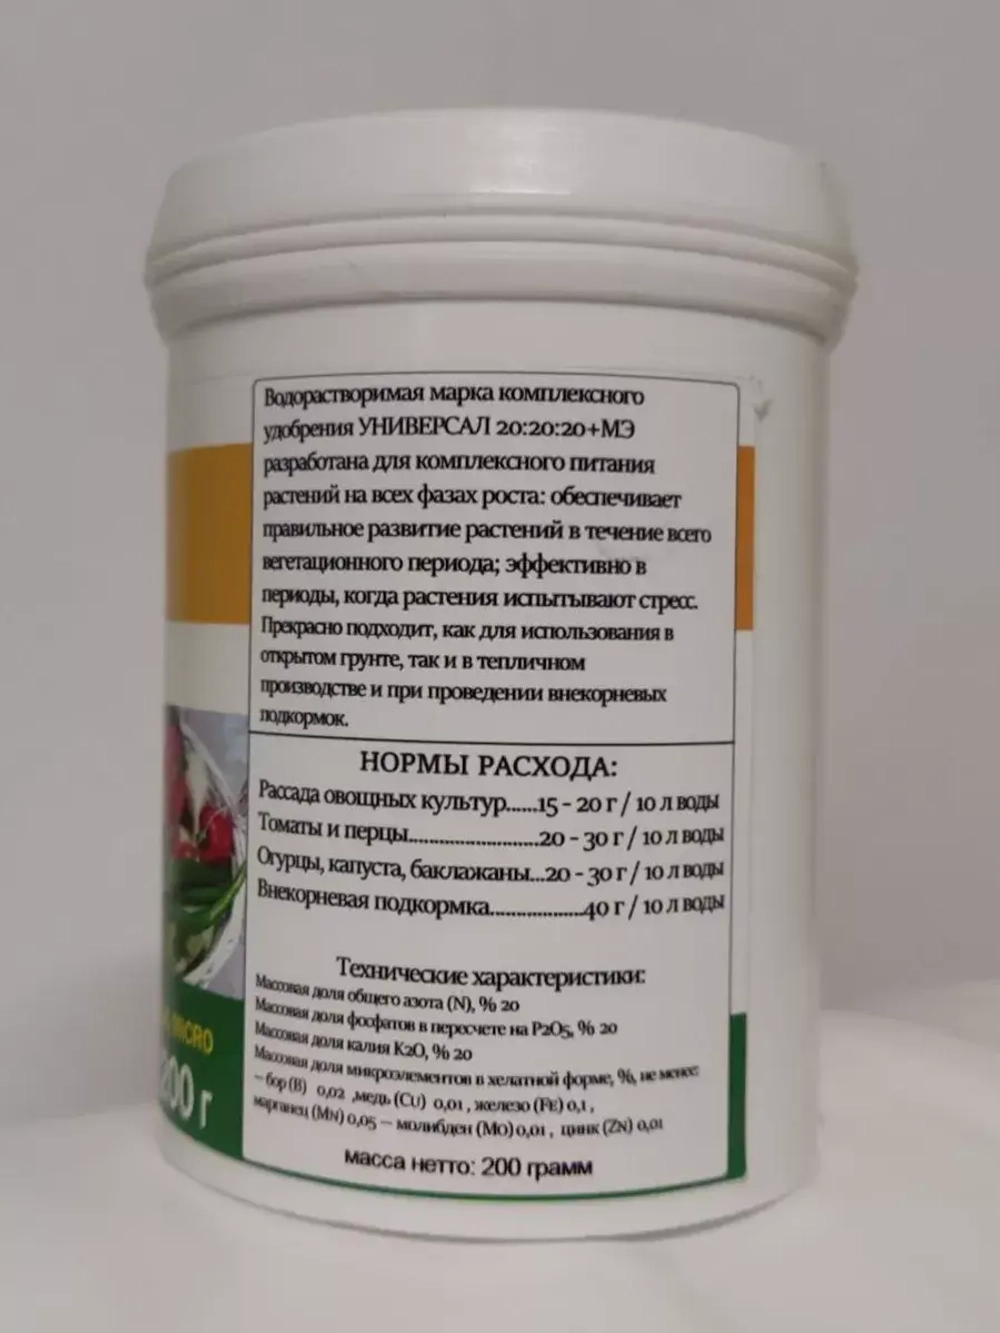 Водорастворимая марка комплексного
удобрения УНИВЕРСАЛ 20:20:20+МЭ
разработана для комплексного питания
растений на всех фазах роста: обеспечивает
правильное развитие растений в течение всего
вегетационного периода; эффективно в
периоды, когда растения испытывают стресс.
Прекрасно подходит, как для использования в
открытом грунте, так и в тепличном
производстве и при проведении внекорневых
подкормок.
НОРМЫ РАСХОДА:
Рассада овощных культур......15 - 20 г / 10 л воды
Томаты и перцы..........................20 - 30 г / 10 л воды
Огурцы, капуста, баклажаны...20 - 30 г / 10 л воды
Внекорневая подкормка..................40 г / 10 л воды
Технические характеристики:
Массовая доля общего азота (N), % 20
Массовая доля фосфатов в пересчете на P2O5, % 20
Массовая доля калия K2O, % 20
Массовая доля микроэлементов в хелатной форме, %, не менее:
– бор (B) 0,02 ,медь (CU) 0,01 , железо (FE) 0,1 ,
марганец (MN) 0,05 – молибден (MO) 0,01 , цинк (ZN) 0,01
масса нетто: 200 грамм
MICRO
200 г